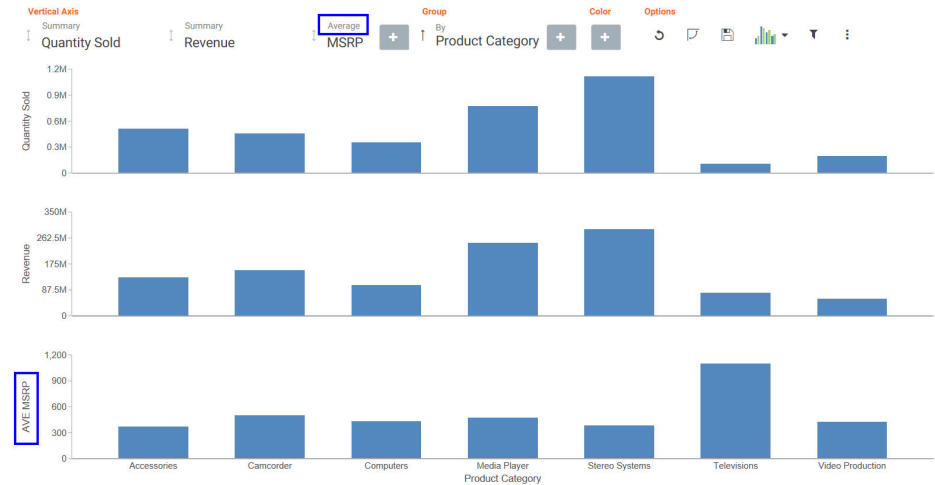 Vertical Axis
Group
Color
Options
Summary
Quantity Sold
Summary
Revenue
Average
MSRP
+
By
Product Category
+
+
1.2M
0.9M
0.6M
0.3M
0
Quantity Sold
350M
262.5M
175M
87.5M
0
Revenue
1,200
900
600
300
0
AVE MSRP
Accessories
Camcorder
Computers
Media Player
Stereo Systems
Televisions
Video Production
Product Category